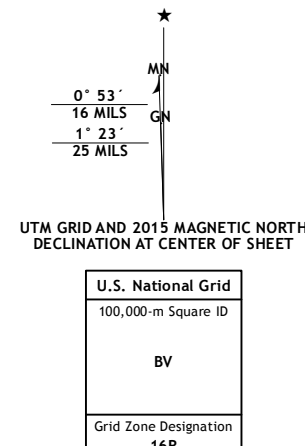 ★
MN
0° 53´
16 MILS
GN
1° 23´
25 MILS
UTM GRID AND 2015 MAGNETIC NORTH
DECLINATION AT CENTER OF SHEET
U.S. National Grid
100,000-m Square ID
BV
Grid Zone Designation